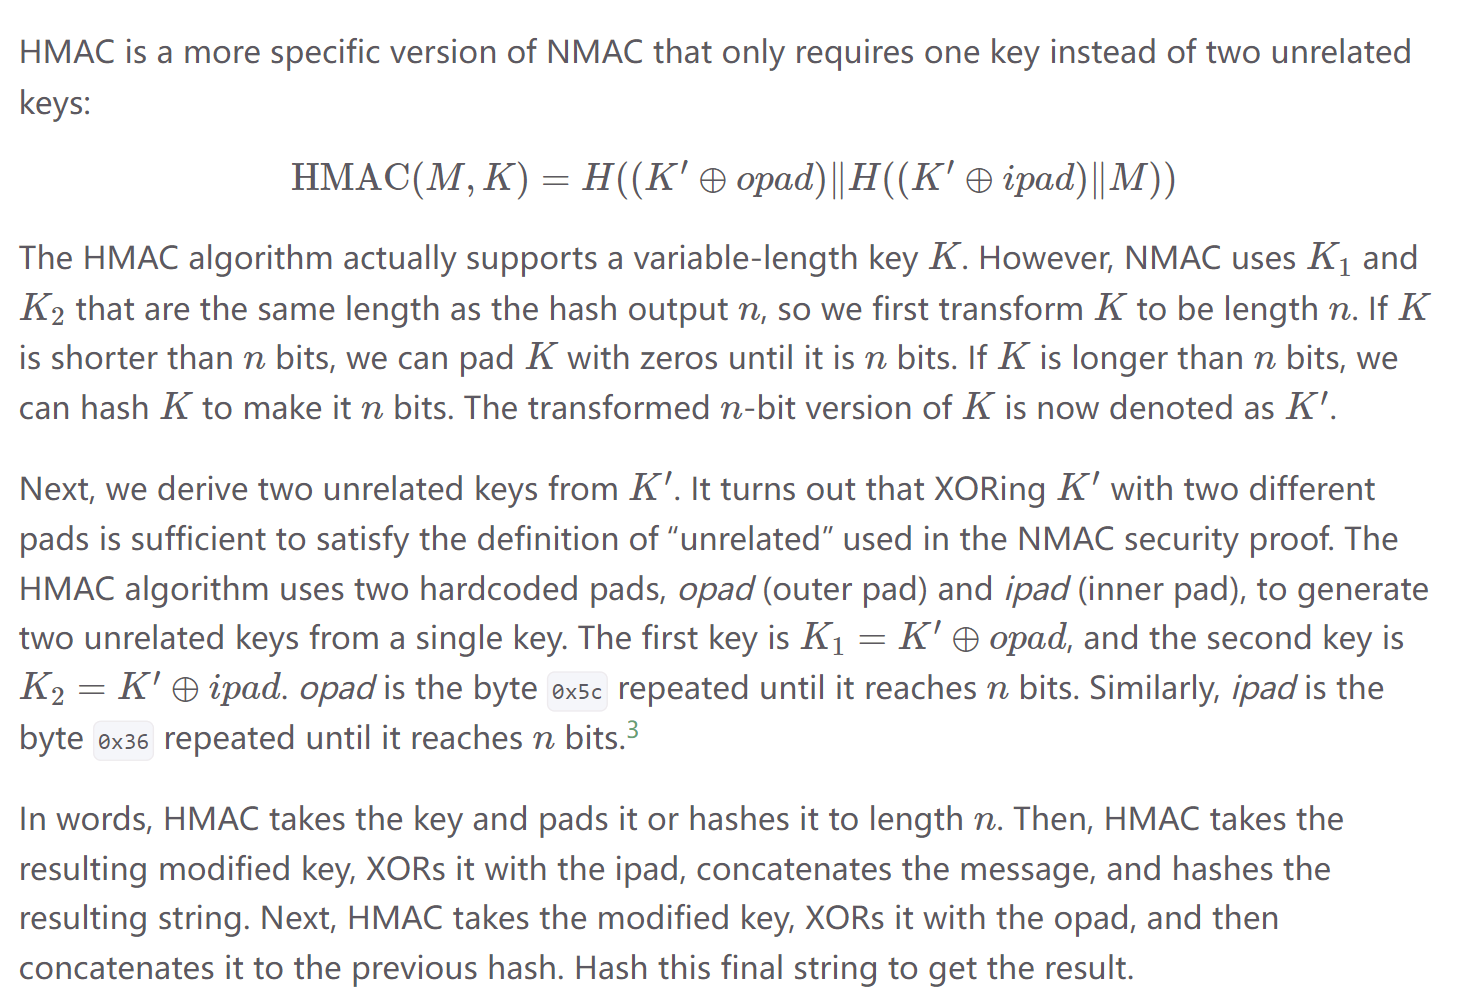 HMAC is a more specific version of NMAC that only requires one key instead of two unrelated
keys:
HMAC(M, K) = H((K′ ⊕ opad)‖H((K′ ⊕ ipad)‖M))
The HMAC algorithm actually supports a variable-length key K. However, NMAC uses K₁ and
K₂ that are the same length as the hash output n, so we first transform K to be length n. If K
is shorter than n bits, we can pad K with zeros until it is n bits. If K is longer than n bits, we
can hash K to make it n bits. The transformed n-bit version of K is now denoted as K′.
Next, we derive two unrelated keys from K′. It turns out that XORing K′ with two different
pads is sufficient to satisfy the definition of “unrelated” used in the NMAC security proof. The
HMAC algorithm uses two hardcoded pads, opad (outer pad) and ipad (inner pad), to generate
two unrelated keys from a single key. The first key is K₁ = K′ ⊕ opad, and the second key is
K₂ = K′ ⊕ ipad. opad is the byte 0x5c repeated until it reaches n bits. Similarly, ipad is the
byte 0x36 repeated until it reaches n bits.³
In words, HMAC takes the key and pads it or hashes it to length n. Then, HMAC takes the
resulting modified key, XORs it with the ipad, concatenates the message, and hashes the
resulting string. Next, HMAC takes the modified key, XORs it with the opad, and then
concatenates it to the previous hash. Hash this final string to get the result.